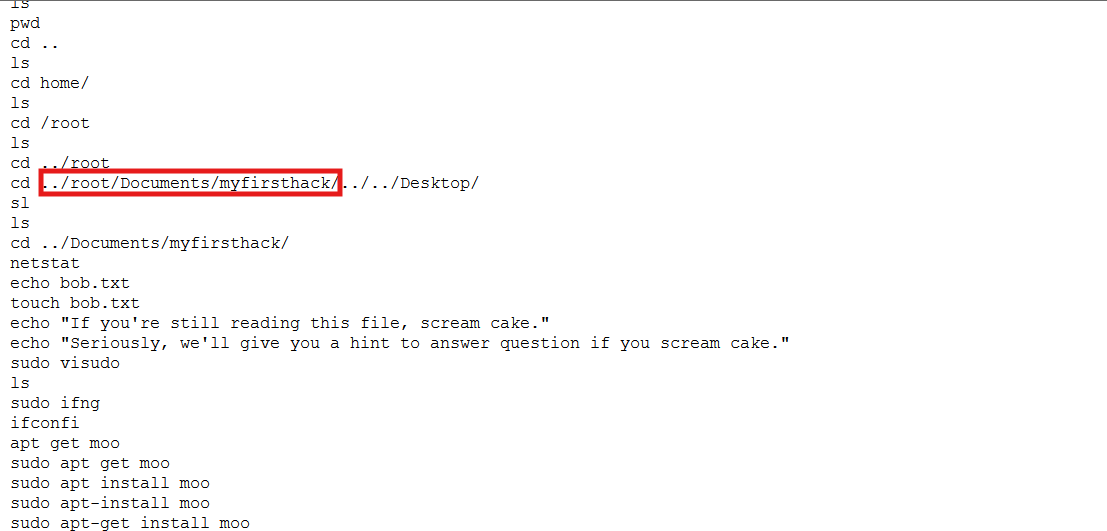 ls
pwd
cd ..
ls
cd home/
ls
cd /root
ls
cd ../root
cd ../root/Documents/myfirsthack/../../Desktop/
sl
ls
cd ../Documents/myfirsthack/
netstat
echo bob.txt
touch bob.txt
echo "If you're still reading this file, scream cake."
echo "Seriously, we'll give you a hint to answer question if you scream cake."
sudo visudo
ls
sudo ifng
ifconfi
apt get moo
sudo apt get moo
sudo apt install moo
sudo apt-install moo
sudo apt-get install moo